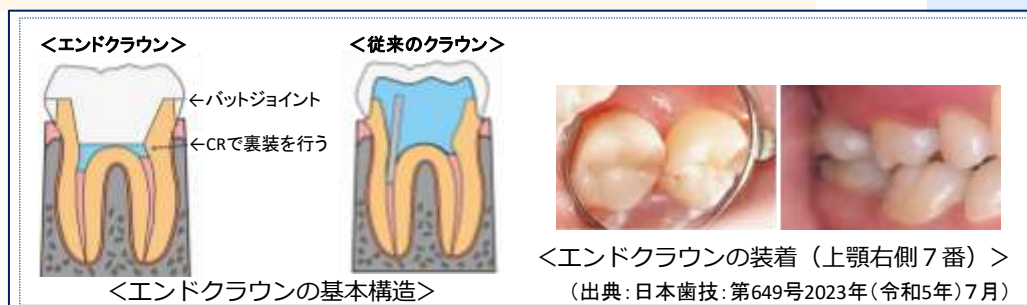 ＜エンドクラウン＞
＜従来のクラウン＞
←バットジョイント
←CRで裏装を行う
＜エンドクラウンの基本構造＞
＜エンドクラウンの装着（上顎右側７番）＞
（出典：日本歯技：第649号2023年（令和5年）７月）